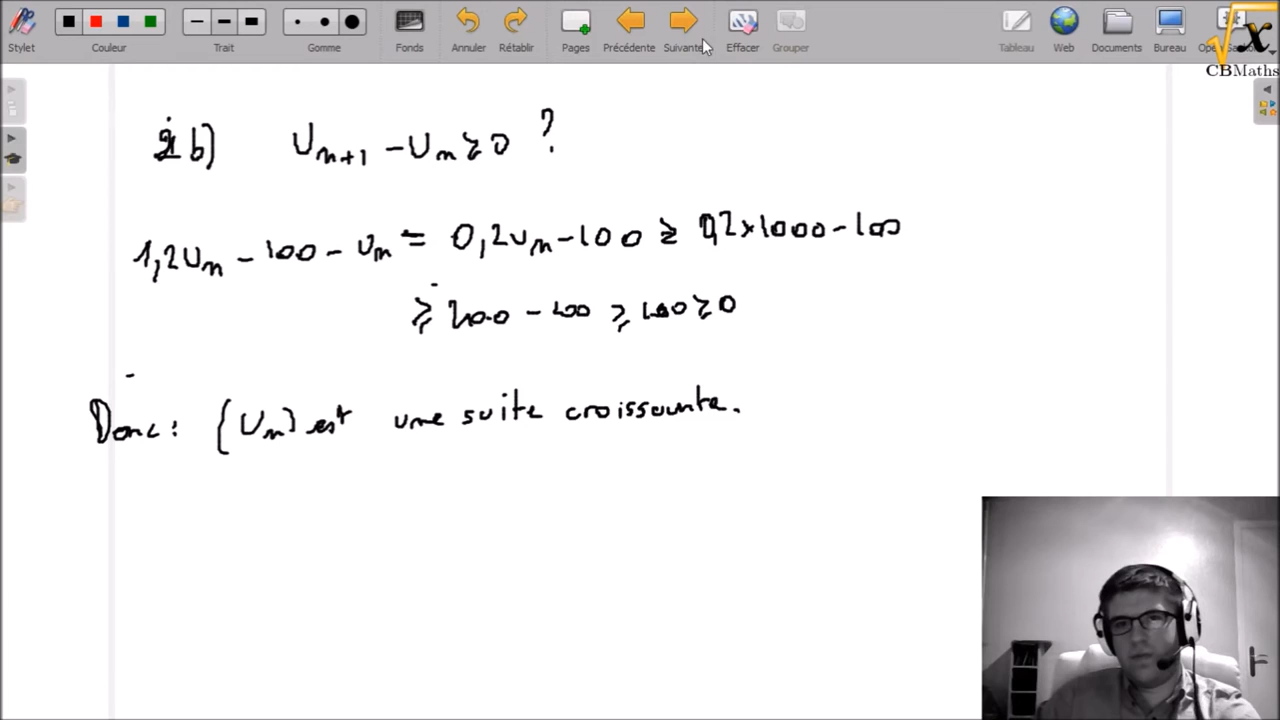 Stylet Couleur Trait Gomme Fonds Annuler Rétablir Pages Précédente Suivante Effacer Grouper Tableau Web Documents Bureau
CBMaths
2b) Un+1 - Un ≥ 0 ?
1,2Un - 100 - Un = 0,2Un - 100 ≥ 0,2×1000 - 100
≥ 200 - 100 ≥ 100 ≥ 0
Donc : (Un) est une suite croissante.